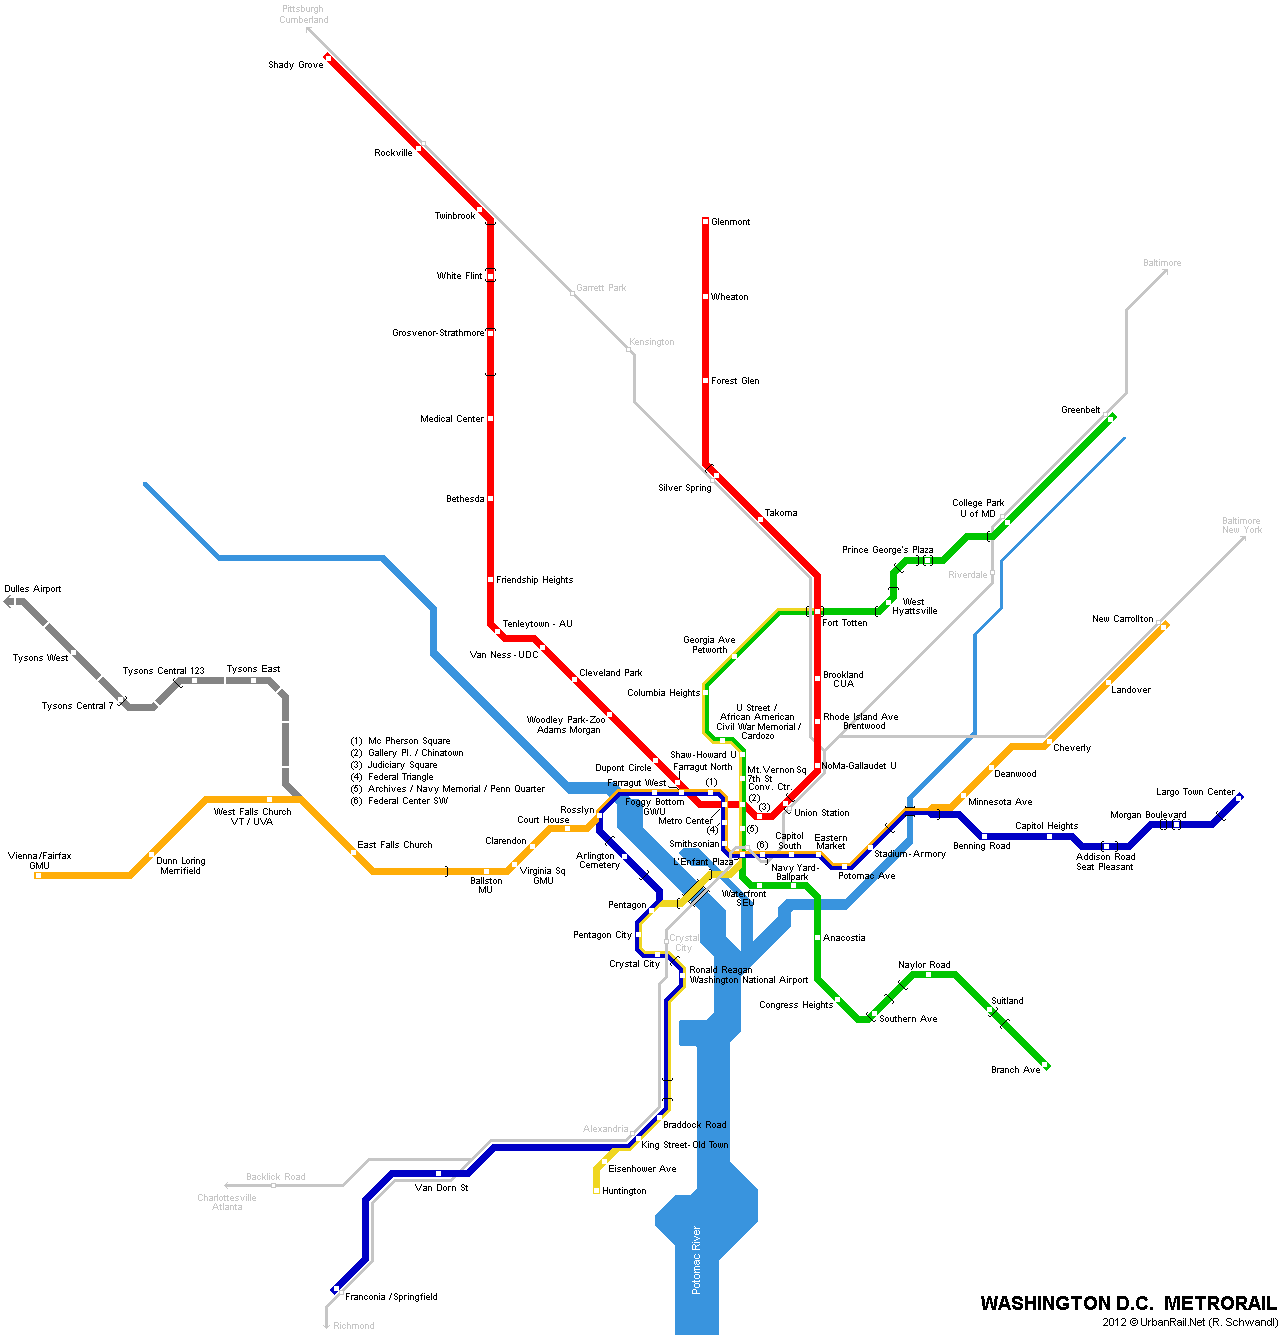 Pittsburgh
Cumberland
Shady Grove
Rockville
Twinbrook
Glenmont
White Flint
Baltimore
Garrett Park
Wheaton
Grosvenor-Strathmore
Kensington
Forest Glen
Greenbelt
Medical Center
Silver Spring
Bethesda
Takoma
College Park
U of MD
Baltimore
New York
Prince George's Plaza
Riverdale
Friendship Heights
Dulles Airport
West
Hyattsville
Tenleytown - AU
Fort Totten
New Carrollton
Georgia Ave
Petworth
Van Ness - UDC
Tysons West
Tysons Central 123
Tysons East
Cleveland Park
Brookland
CUA
Columbia Heights
Landover
Tysons Central 7
U Street /
African American
Civil War Memorial /
Cardozo
Woodley Park-Zoo
Adams Morgan
Rhode Island Ave
Brentwood
(1) Mc Pherson Square
(2) Gallery Pl. / Chinatown
(3) Judiciary Square
(4) Federal Triangle
(5) Archives / Navy Memorial / Penn Quarter
(6) Federal Center SW
Cheverly
Shaw-Howard U
Dupont Circle
Farragut North
Mt. Vernon Sq
7th St
Conv. Ctr.
NoMa-Gallaudet U
Deanwood
Farragut West
(1)
Largo Town Center
Foggy Bottom
GWU
(2)
(3)
Minnesota Ave
West Falls Church
VT / UVA
Rosslyn
Union Station
Morgan Boulevard
Court House
Metro Center
(4)
(5)
Capitol Heights
Clarendon
Smithsonian
(6)
Capitol
South
Eastern
Market
Benning Road
East Falls Church
Stadium-Armory
Vienna/Fairfax
GMU
Dunn Loring
Merrifield
Arlington
Cemetery
L'Enfant Plaza
Navy Yard-
Ballpark
Addison Road
Seat Pleasant
Virginia Sq
GMU
Potomac Ave
Ballston
MU
Waterfront
SEU
Pentagon
Pentagon City
Crystal
City
Anacostia
Crystal City
Ronald Reagan
Washington National Airport
Naylor Road
Congress Heights
Suitland
Southern Ave
Branch Ave
Alexandria
Braddock Road
King Street-Old Town
Eisenhower Ave
Backlick Road
Van Dorn St
Huntington
Charlottesville
Atlanta
Potomac River
Franconia /Springfield
Richmond
WASHINGTON D.C. METRORAIL
2012 © UrbanRail.Net (R. Schwandl)